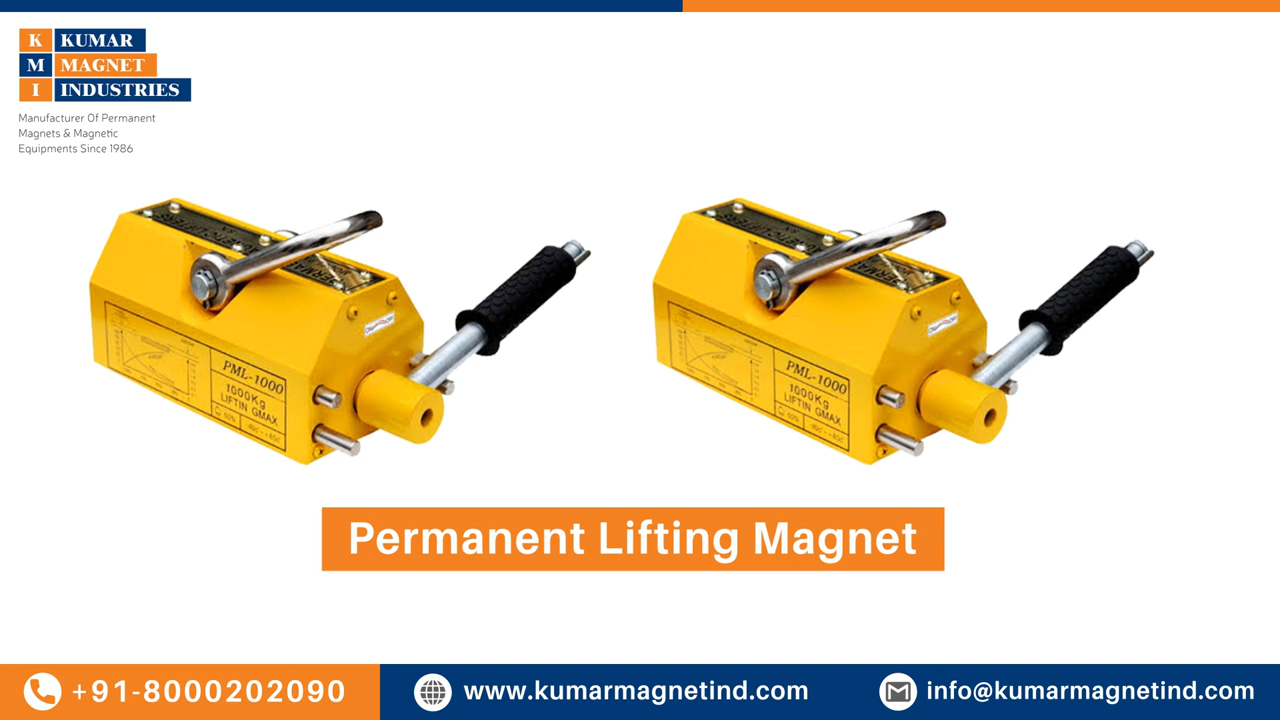 K KUMAR
M MAGNET
I INDUSTRIES
Manufacturer Of Permanent
Magnets & Magnetic
Equipments Since 1986
PML-1000
1000Kg
LIFTIN GMAX
PML-1000
1000Kg
LIFTIN GMAX
Permanent Lifting Magnet
+91-8000202090
www.kumarmagnetind.com
info@kumarmagnetind.com